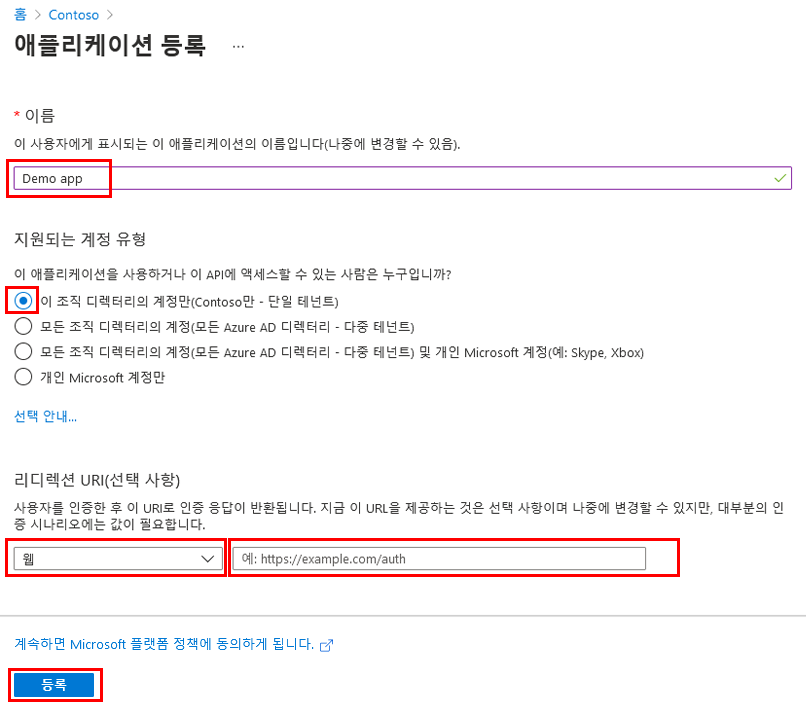 홈 > Contoso >
애플리케이션 등록 ...
* 이름
이 사용자에게 표시되는 이 애플리케이션의 이름입니다(나중에 변경할 수 있음).
Demo app
지원되는 계정 유형
이 애플리케이션을 사용하거나 이 API에 액세스할 수 있는 사람은 누구입니까?
이 조직 디렉터리의 계정만(Contoso만 - 단일 테넌트)
모든 조직 디렉터리의 계정(모든 Azure AD 디렉터리 - 다중 테넌트)
모든 조직 디렉터리의 계정(모든 Azure AD 디렉터리 - 다중 테넌트) 및 개인 Microsoft 계정(예: Skype, Xbox)
개인 Microsoft 계정만
선택 안내...
리디렉션 URI(선택 사항)
사용자를 인증한 후 이 URI로 인증 응답이 반환됩니다. 지금 이 URL을 제공하는 것은 선택 사항이며 나중에 변경할 수 있지만, 대부분의 인
증 시나리오에는 값이 필요합니다.
웹 예: https://example.com/auth
계속하면 Microsoft 플랫폼 정책에 동의하게 됩니다.
등록